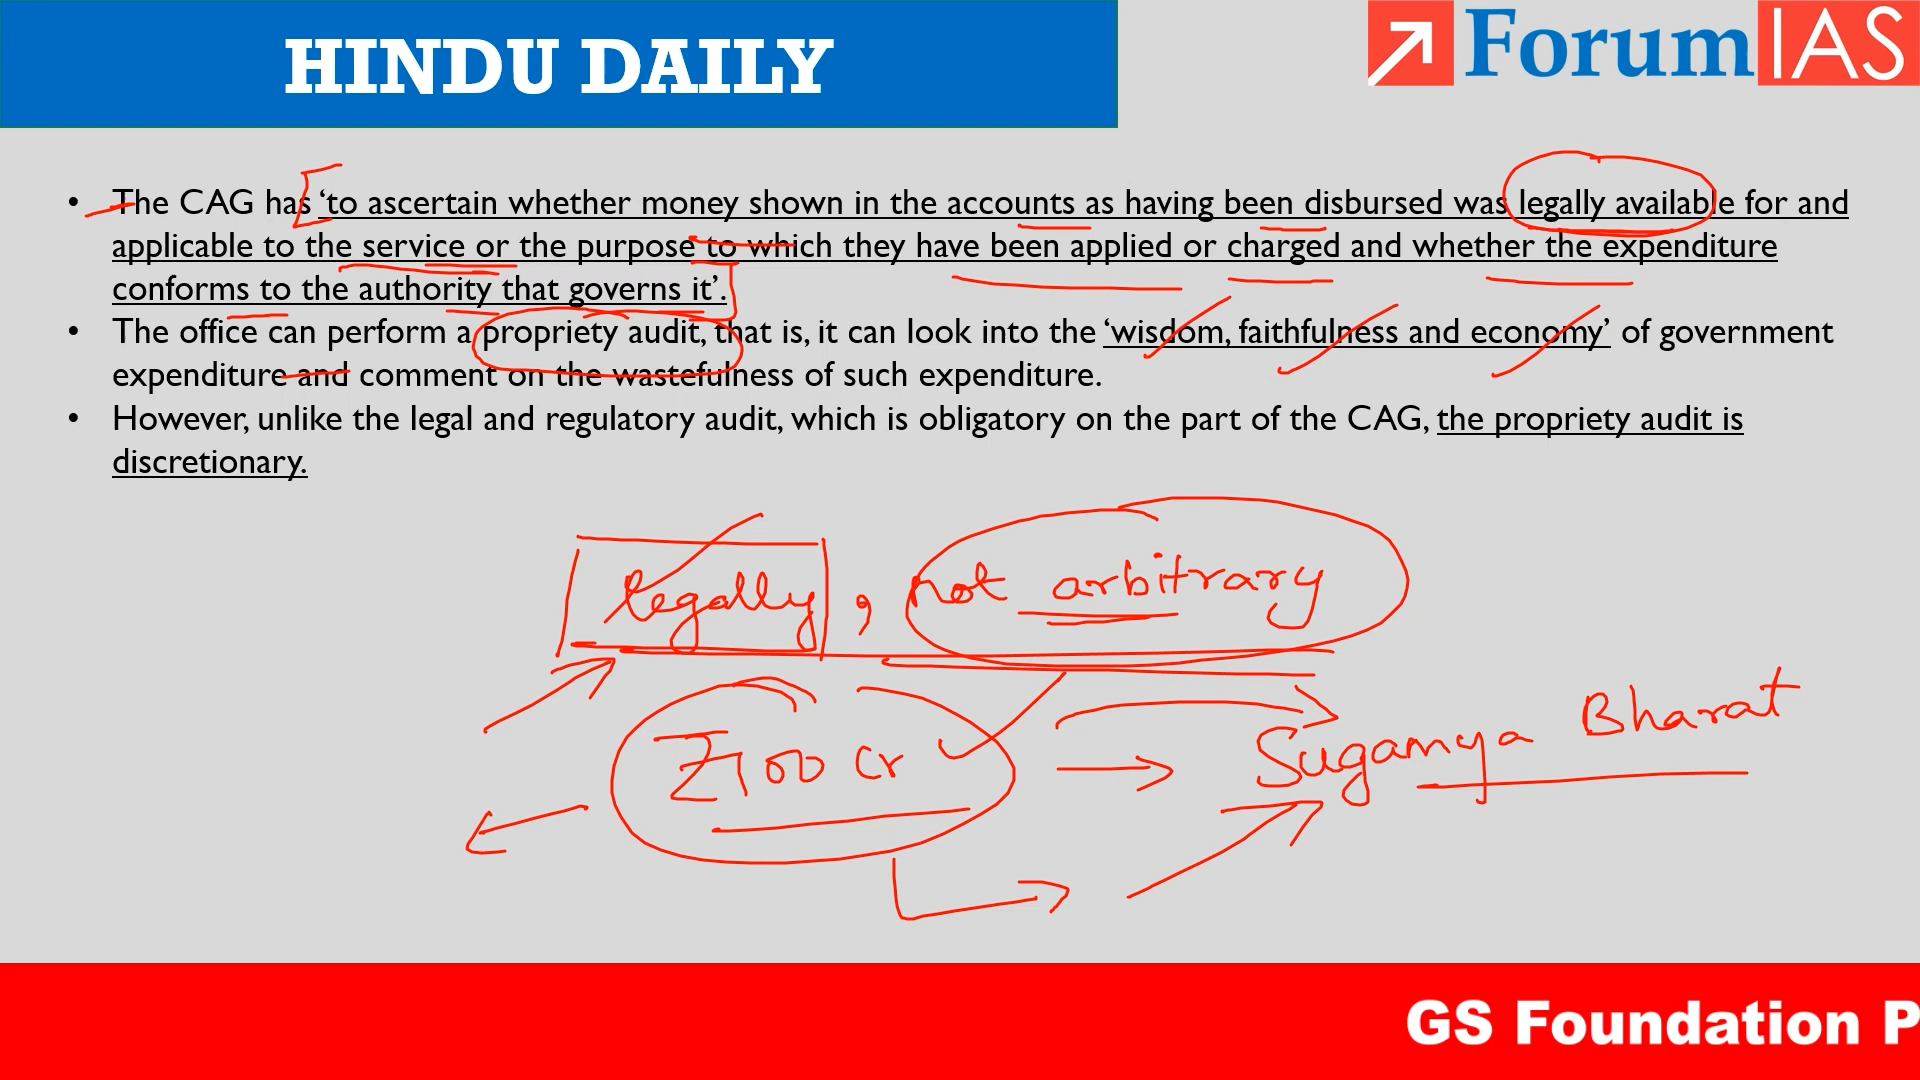 HINDU DAILY
ForumIAS
• The CAG has ‘to ascertain whether money shown in the accounts as having been disbursed was legally available for and
applicable to the service or the purpose to which they have been applied or charged and whether the expenditure
conforms to the authority that governs it’.
• The office can perform a propriety audit, that is, it can look into the ‘wisdom, faithfulness and economy’ of government
expenditure and comment on the wastefulness of such expenditure.
• However, unlike the legal and regulatory audit, which is obligatory on the part of the CAG, the propriety audit is
discretionary.
legally, not arbitrary
₹100 cr
Sugamya Bharat
GS Foundation P